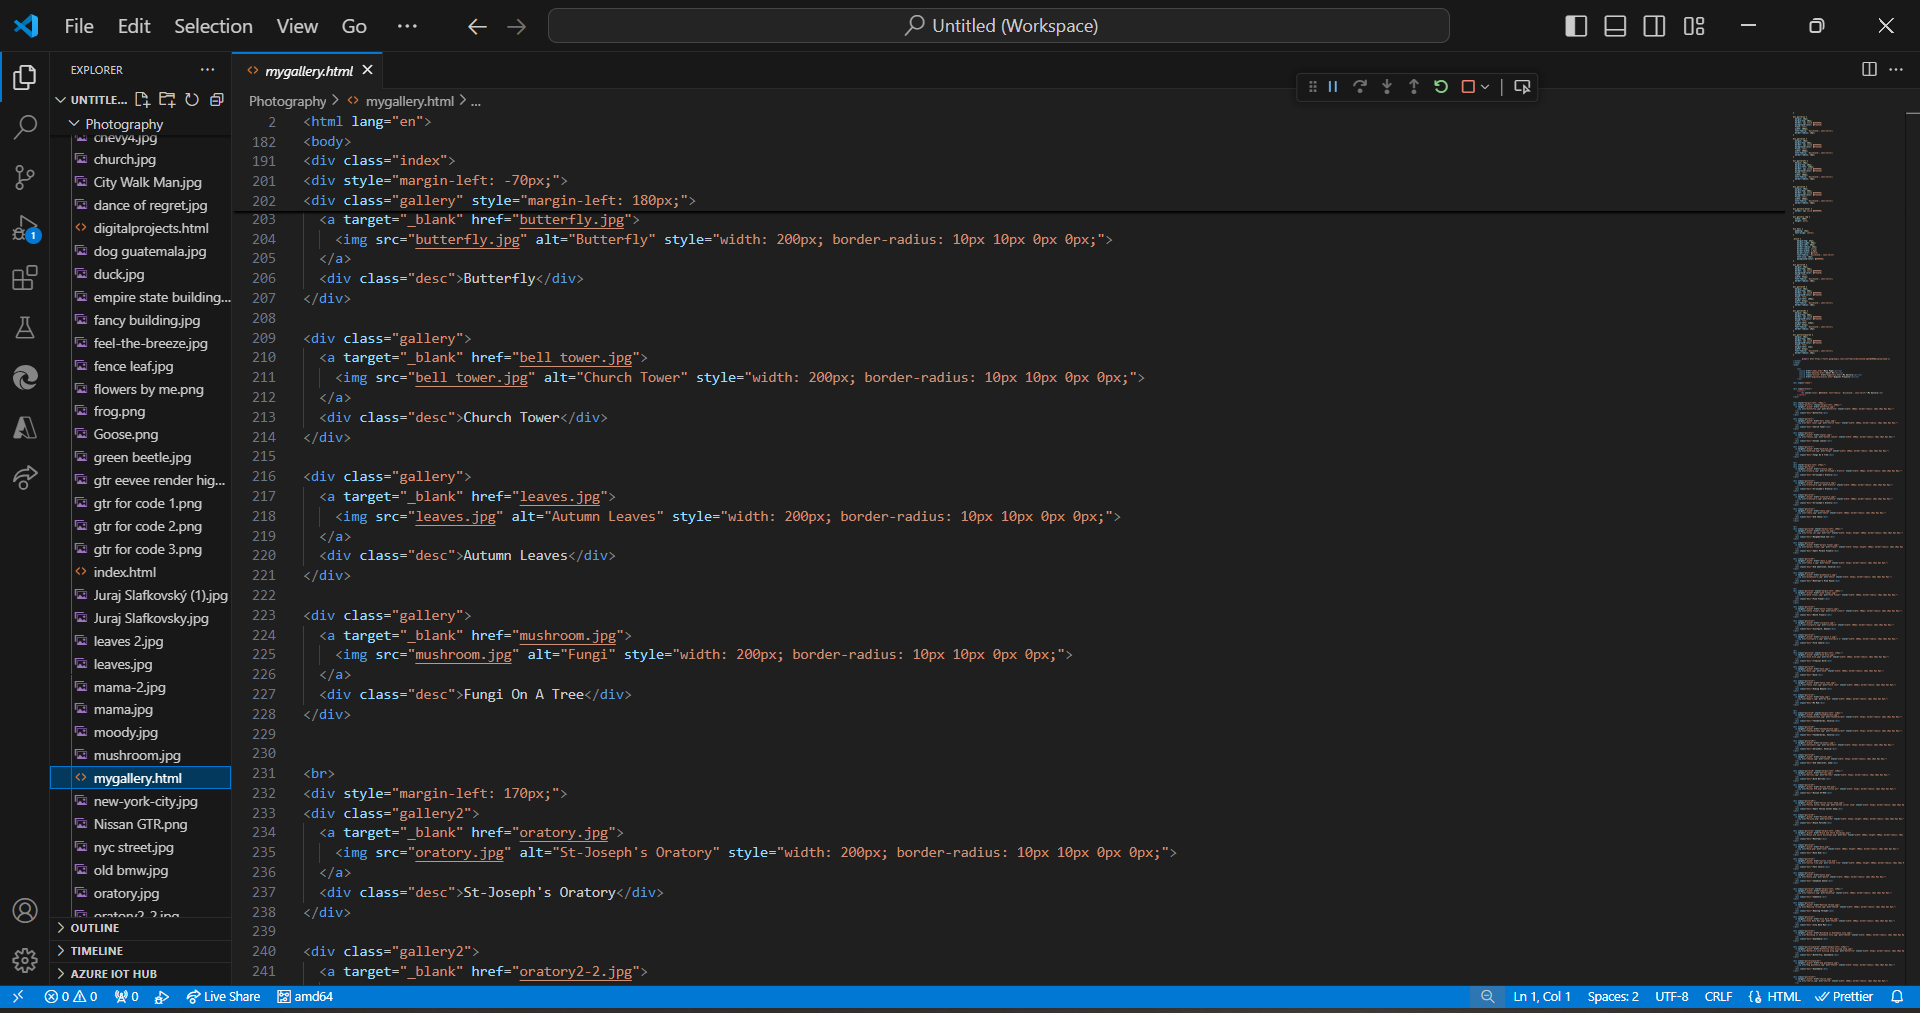 File Edit Selection View Go
Untitled (Workspace)
EXPLORER
mygallery.html
UNTITLE...
Photography
chevy4.jpg
church.jpg
City Walk Man.jpg
dance of regret.jpg
digitalprojects.html
dog guatemala.jpg
duck.jpg
empire state building...
fancy building.jpg
feel-the-breeze.jpg
fence leaf.jpg
flowers by me.png
frog.png
Goose.png
green beetle.jpg
gtr eevee render hig...
gtr for code 1.png
gtr for code 2.png
gtr for code 3.png
index.html
Juraj Slafkovský (1).jpg
Juraj Slafkovsky.jpg
leaves 2.jpg
leaves.jpg
mama-2.jpg
mama.jpg
moody.jpg
mushroom.jpg
mygallery.html
new-york-city.jpg
Nissan GTR.png
nyc street.jpg
old bmw.jpg
oratory.jpg
oratory2-2.jpg
OUTLINE
TIMELINE
AZURE IOT HUB
1
Photography > mygallery.html > ...
2 <html lang="en">
182 <body>
191 <div class="index">
201 <div style="margin-left: -70px;">
202 <div class="gallery" style="margin-left: 180px;">
203 <a target="_blank" href="butterfly.jpg">
204 <img src="butterfly.jpg" alt="Butterfly" style="width: 200px; border-radius: 10px 10px 0px 0px;">
205 </a>
206 <div class="desc">Butterfly</div>
207 </div>
208
209 <div class="gallery">
210 <a target="_blank" href="bell tower.jpg">
211 <img src="bell tower.jpg" alt="Church Tower" style="width: 200px; border-radius: 10px 10px 0px 0px;">
212 </a>
213 <div class="desc">Church Tower</div>
214 </div>
215
216 <div class="gallery">
217 <a target="_blank" href="leaves.jpg">
218 <img src="leaves.jpg" alt="Autumn Leaves" style="width: 200px; border-radius: 10px 10px 0px 0px;">
219 </a>
220 <div class="desc">Autumn Leaves</div>
221 </div>
222
223 <div class="gallery">
224 <a target="_blank" href="mushroom.jpg">
225 <img src="mushroom.jpg" alt="Fungi" style="width: 200px; border-radius: 10px 10px 0px 0px;">
226 </a>
227 <div class="desc">Fungi On A Tree</div>
228 </div>
229
230
231 <br>
232 <div style="margin-left: 170px;">
233 <div class="gallery2">
234 <a target="_blank" href="oratory.jpg">
235 <img src="oratory.jpg" alt="St-Joseph's Oratory" style="width: 200px; border-radius: 10px 10px 0px 0px;">
236 </a>
237 <div class="desc">St-Joseph's Oratory</div>
238 </div>
239
240 <div class="gallery2">
241 <a target="_blank" href="oratory2-2.jpg">
0 0 0 Live Share amd64 Ln 1, Col 1 Spaces: 2 UTF-8 CRLF HTML Prettier